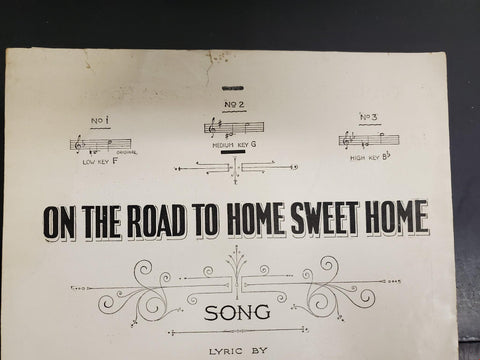 No 1
No 2
No 3
ORIGINAL
LOW KEY F
MEDIUM KEY G
HIGH KEY B♭
ON THE ROAD TO HOME SWEET HOME
SONG
LYRIC BY